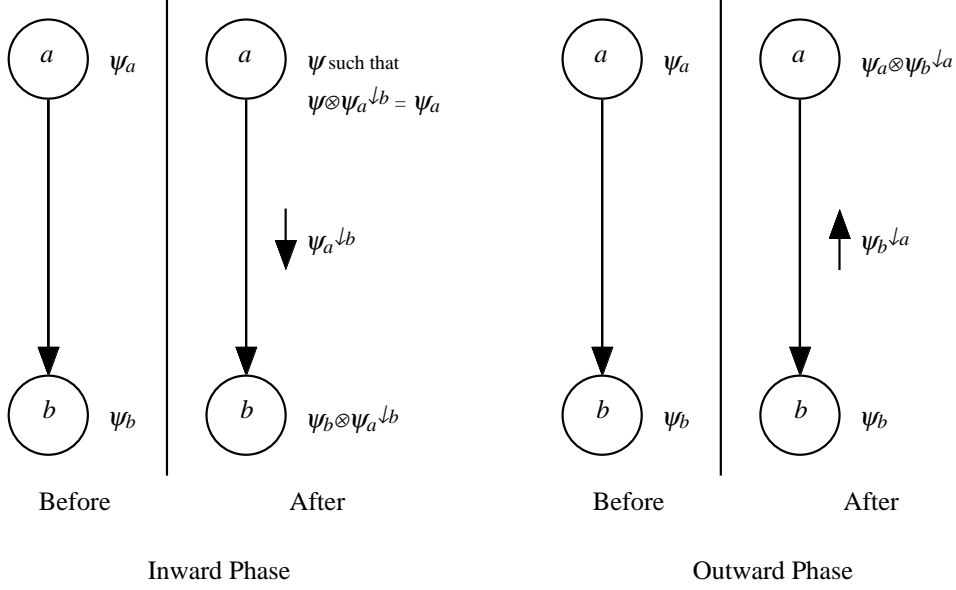 a
ψa
a
ψ such that
ψ⊗ψa↓b = ψa
ψa↓b
b
ψb
b
ψb⊗ψa↓b
Before
After
Inward Phase
a
ψa
a
ψa⊗ψb↓a
ψb↓a
b
ψb
b
ψb
Before
After
Outward Phase